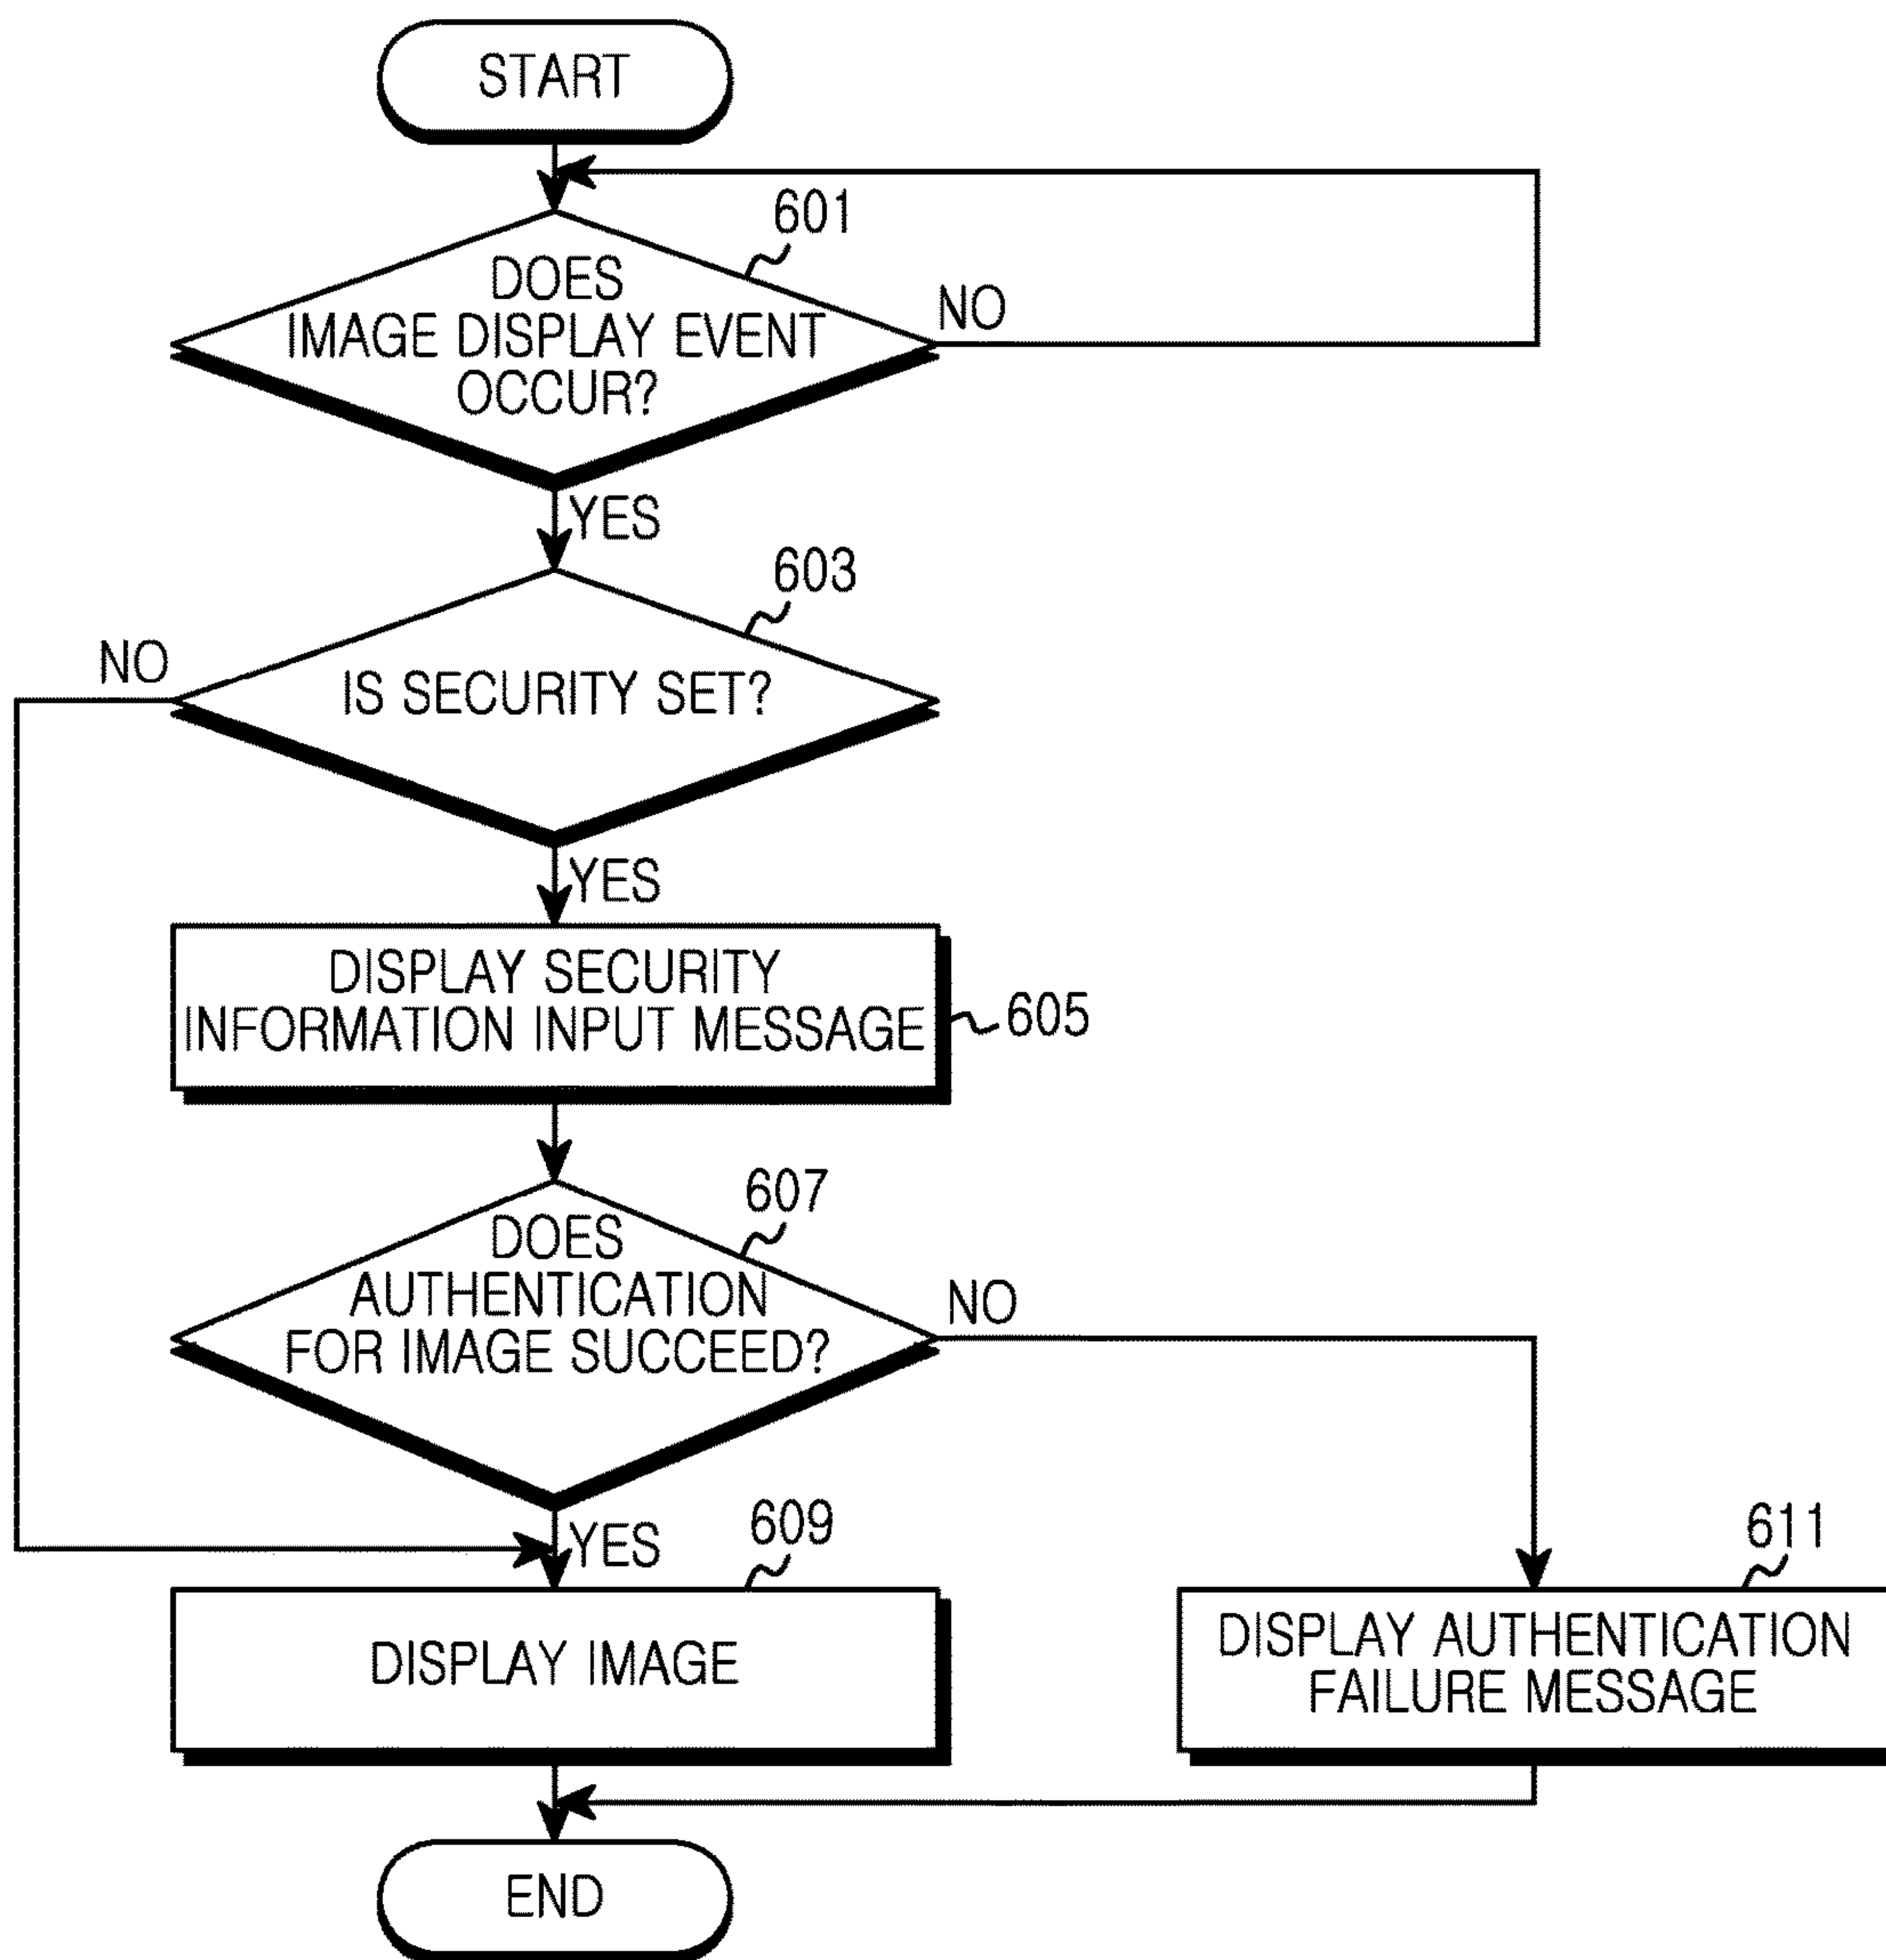 START
601
DOES
IMAGE DISPLAY EVENT
OCCUR?
NO
YES
603
NO
IS SECURITY SET?
YES
DISPLAY SECURITY
INFORMATION INPUT MESSAGE
605
607
DOES
AUTHENTICATION
FOR IMAGE SUCCEED?
NO
YES
609
611
DISPLAY IMAGE
DISPLAY AUTHENTICATION
FAILURE MESSAGE
END